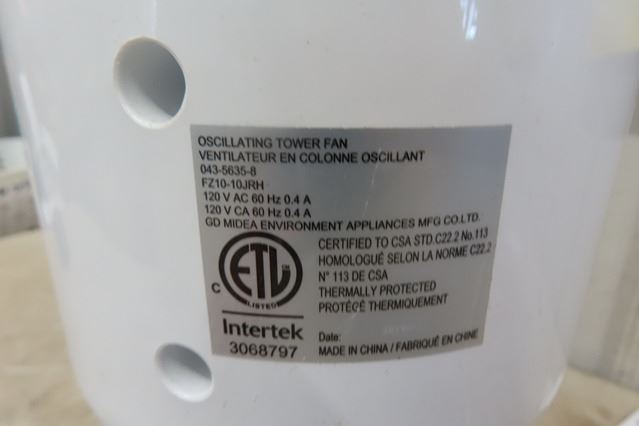 OSCILLATING TOWER FAN
VENTILATEUR EN COLONNE OSCILLANT
043-5635-8
FZ10-10JRH
120 V AC 60 Hz 0.4 A
120 V CA 60 Hz 0.4 A
GD MIDEA ENVIRONMENT APPLIANCES MFG CO.LTD.
CERTIFIED TO CSA STD.C22.2 No.113
HOMOLOGUÉ SELON LA NORME C22.2
N° 113 DE CSA
THERMALLY PROTECTED
PROTÉGÉ THERMIQUEMENT
C ETL
LISTED
Intertek
3068797
Date:
MADE IN CHINA / FABRIQUÉ EN CHINE